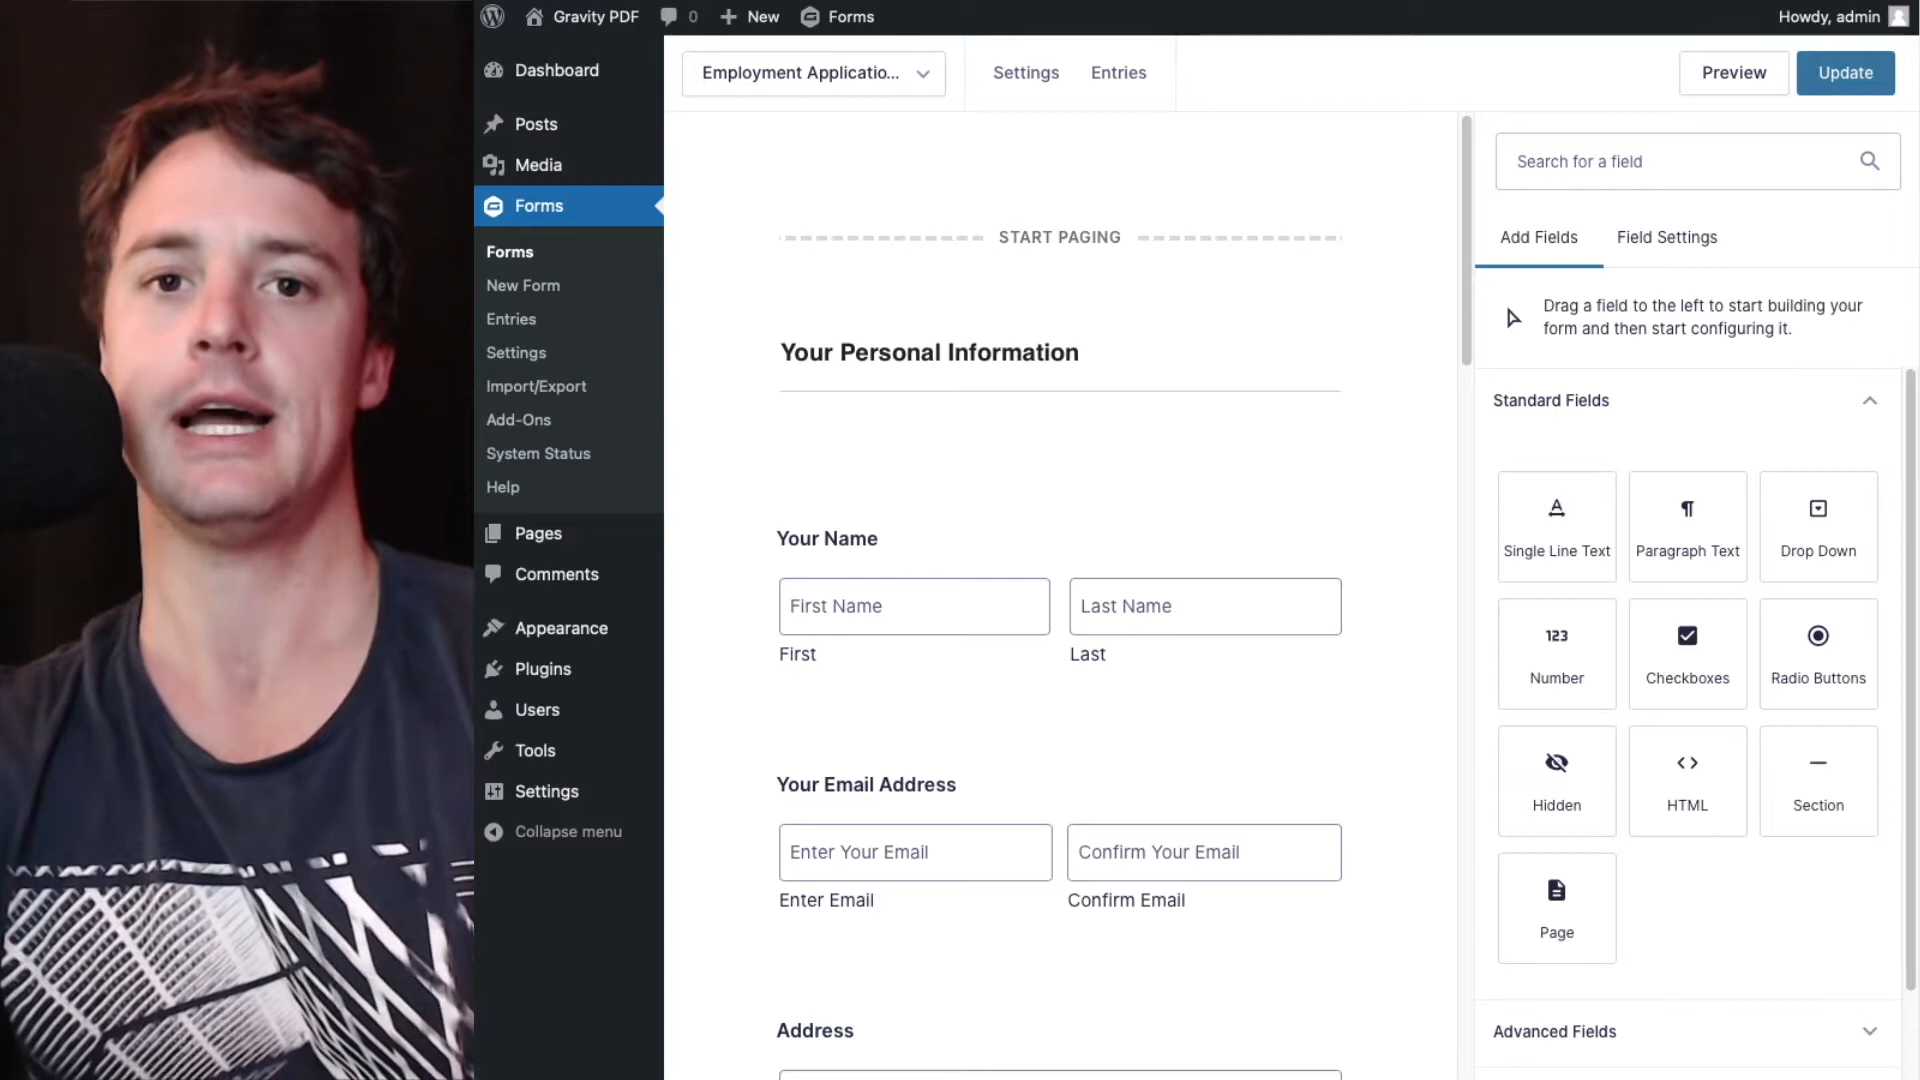 Gravity PDF
0
New
Forms
Howdy, admin
Dashboard
Posts
Media
Forms
Forms
New Form
Entries
Settings
Import/Export
Add-Ons
System Status
Help
Pages
Comments
Appearance
Plugins
Users
Tools
Settings
Collapse menu
Employment Applicatio...
Settings
Entries
Preview
Update
START PAGING
Your Personal Information
Your Name
First Name
Last Name
First
Last
Your Email Address
Enter Your Email
Confirm Your Email
Enter Email
Confirm Email
Address
Search for a field
Add Fields
Field Settings
Drag a field to the left to start building your
form and then start configuring it.
Standard Fields
Single Line Text
Paragraph Text
Drop Down
123
Number
Checkboxes
Radio Buttons
Hidden
HTML
Section
Page
Advanced Fields